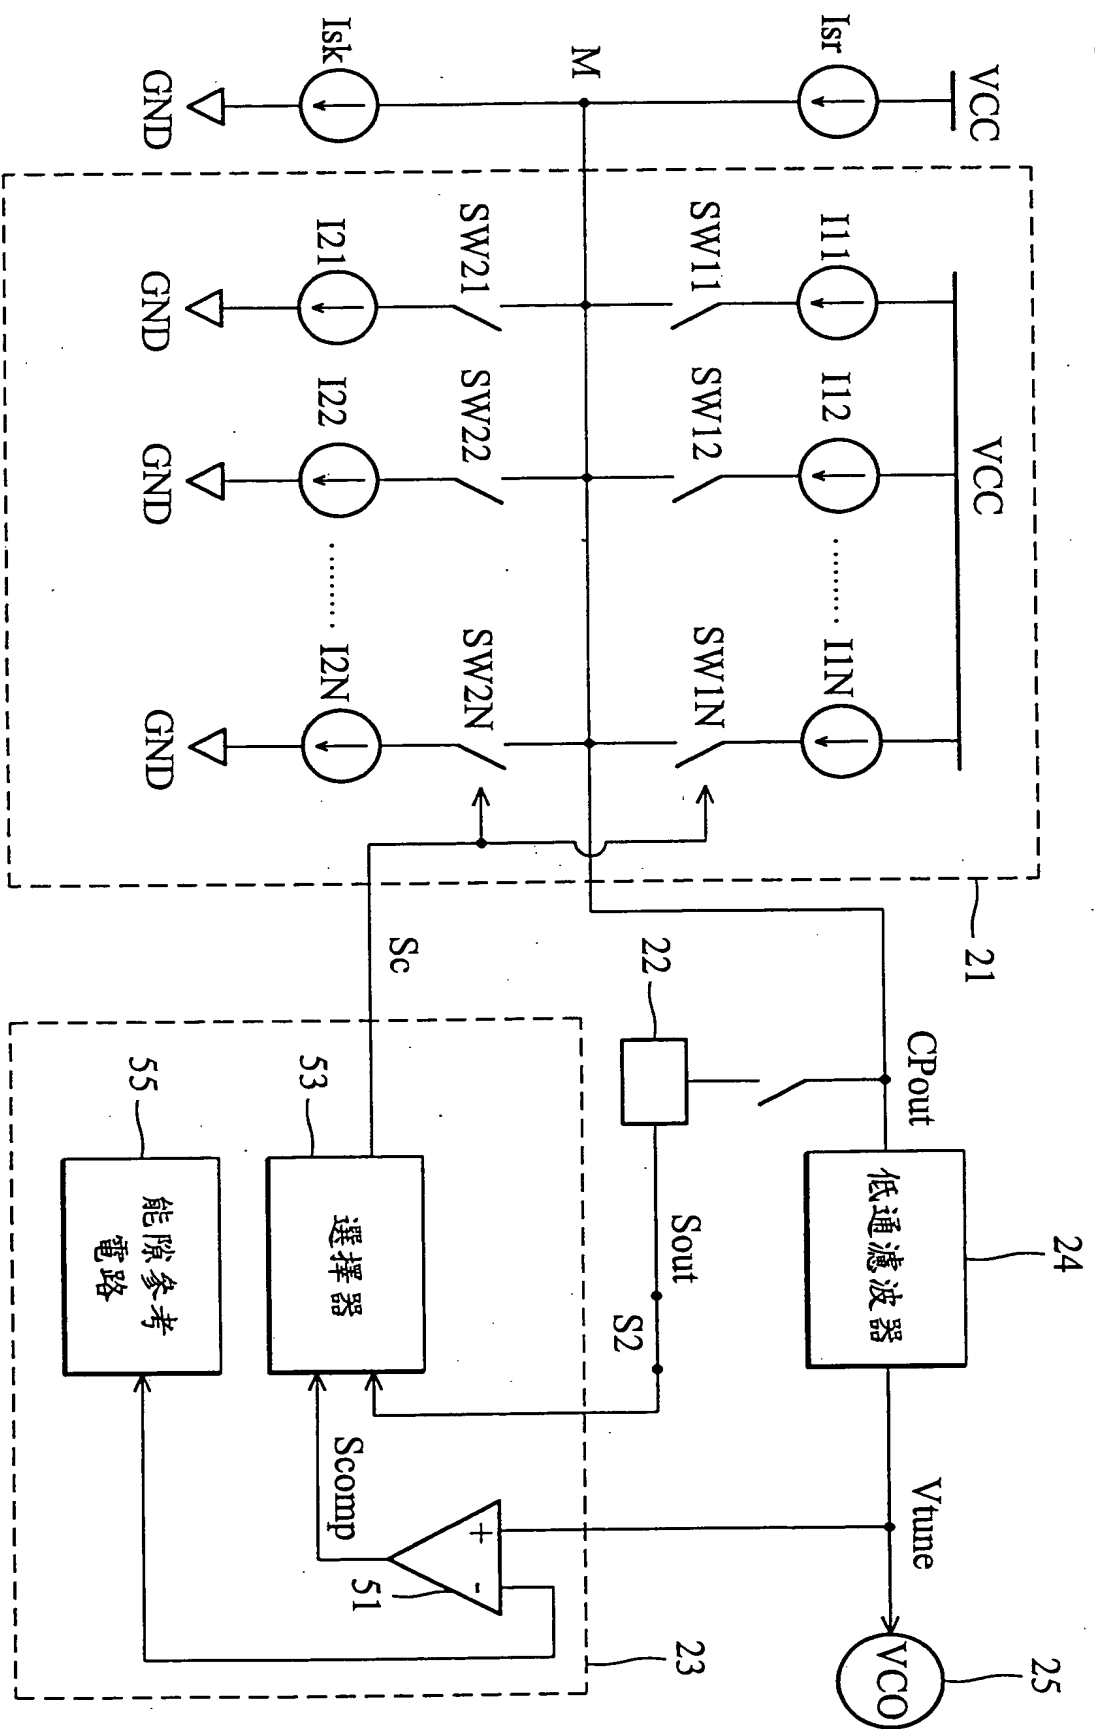 VCC
Isr
M
Isk
GND
VCC
I11
I12
I1N
SW11
SW12
SW1N
SW21
SW22
SW2N
I21
I22
I2N
GND
GND
GND
21
Sc
CPout
22
低通濾波器
24
Vtune
VCO
25
Sout
S2
23
53
選擇器
Scomp
+
-
51
55
能隙參考
電路